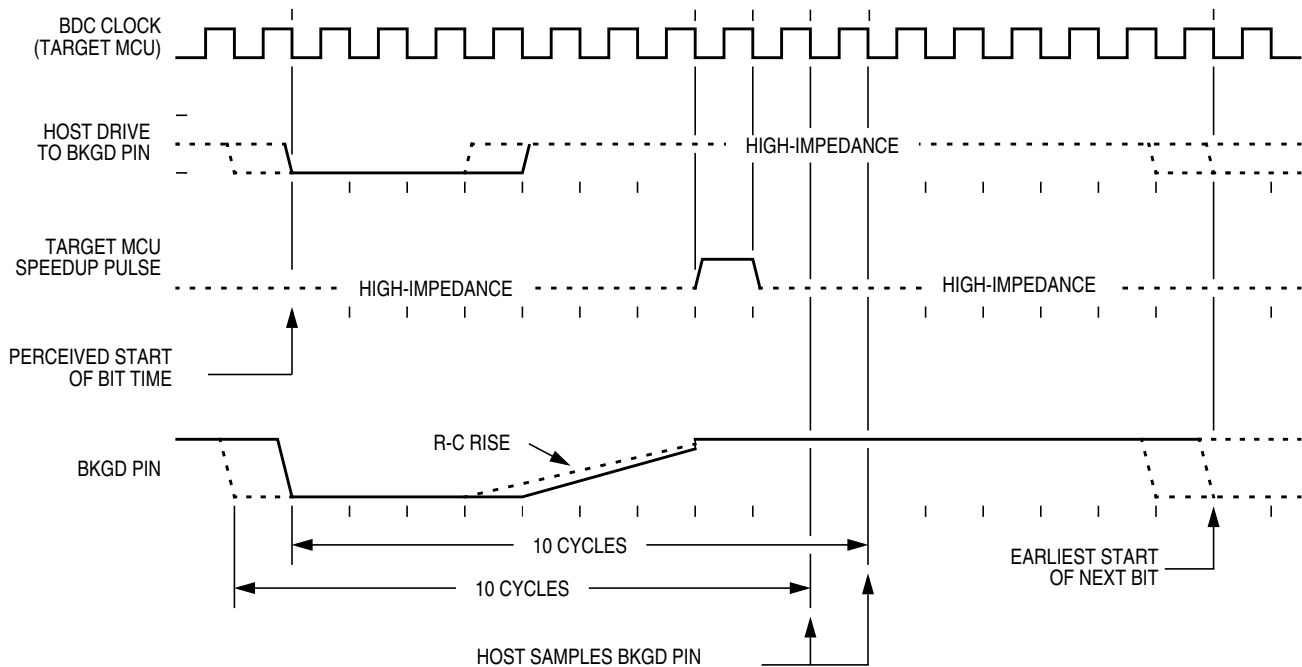 BDC CLOCK
(TARGET MCU)
HOST DRIVE
TO BKGD PIN
HIGH-IMPEDANCE
TARGET MCU
SPEEDUP PULSE
HIGH-IMPEDANCE
HIGH-IMPEDANCE
PERCEIVED START
OF BIT TIME
R-C RISE
BKGD PIN
10 CYCLES
EARLIEST START
OF NEXT BIT
10 CYCLES
HOST SAMPLES BKGD PIN